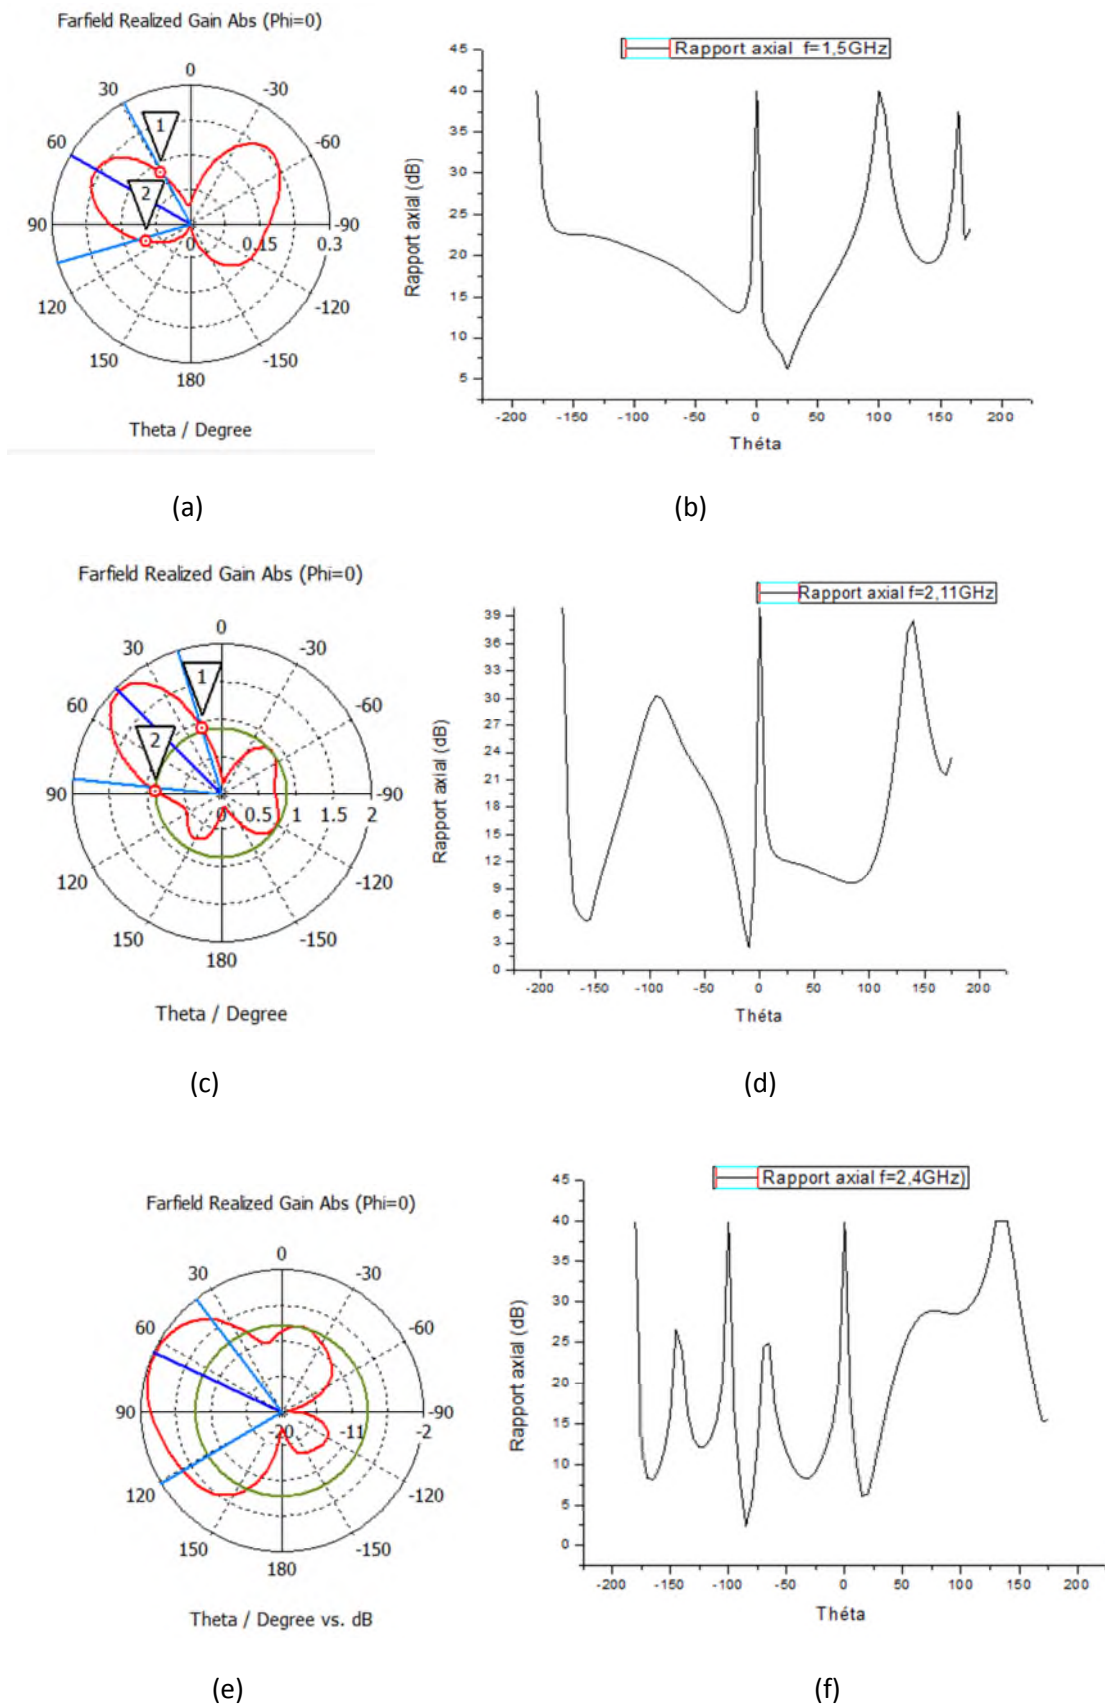 Farfield Realized Gain Abs (Phi=0)
0
30 -30
60 -60
90 0 0.15 -90 0.3
120 -120
150 -150
180
1
2
Theta / Degree
(a)
Rapport axial f=1,5GHz
Rapport axial (dB)
45
40
35
30
25
20
15
10
5
-200 -150 -100 -50 0 50 100 150 200
Théta
(b)
Farfield Realized Gain Abs (Phi=0)
0
30 -30
60 -60
90 0 0.5 1 1.5 -90 2
120 -120
150 -150
180
1
2
Theta / Degree
(c)
Rapport axial f=2,11GHz
Rapport axial (dB)
39
36
33
30
27
24
21
18
15
12
9
6
3
0
-200 -150 -100 -50 0 50 100 150 200
Théta
(d)
Farfield Realized Gain Abs (Phi=0)
0
30 -30
60 -60
90 -20 -11 -2 -90
120 -120
150 -150
180
Theta / Degree vs. dB
(e)
Rapport axial f=2,4GHz)
Rapport axial (dB)
45
40
35
30
25
20
15
10
5
0
-200 -150 -100 -50 0 50 100 150 200
Théta
(f)